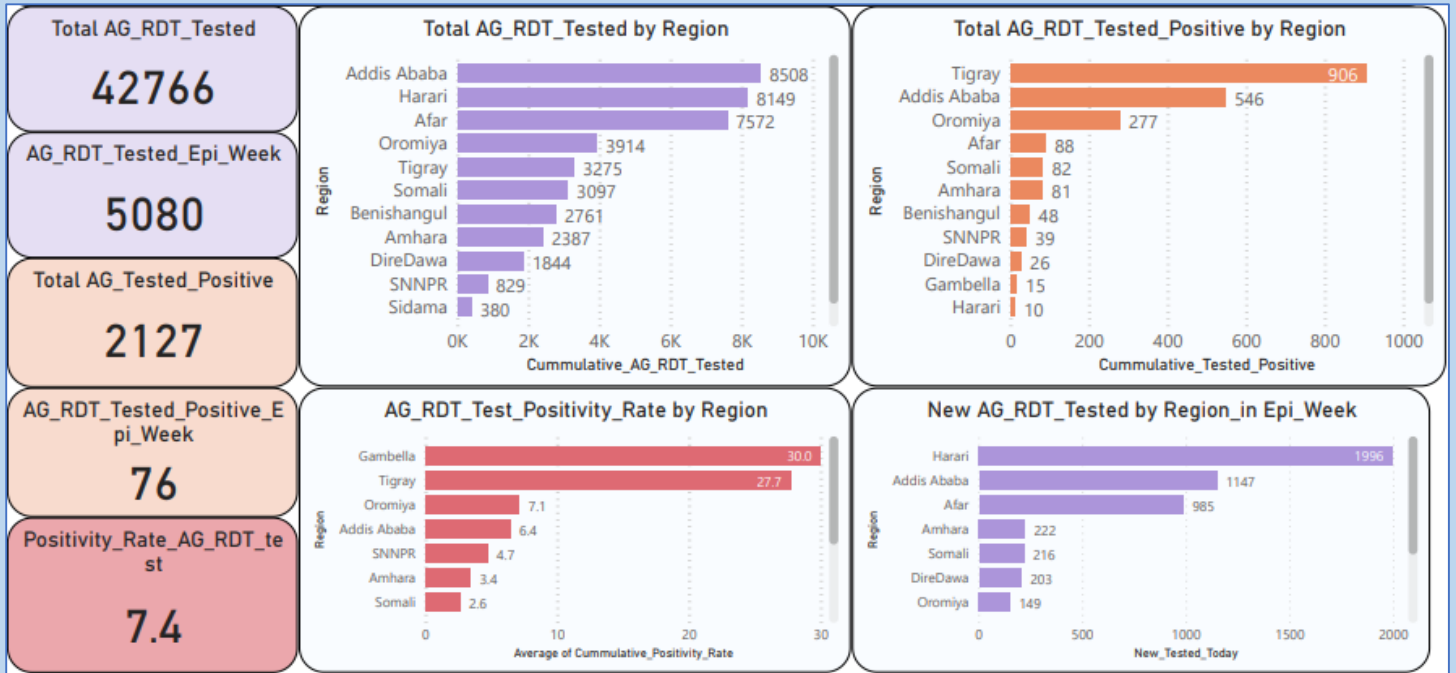 Total AG_RDT_Tested
42766
AG_RDT_Tested_Epi_Week
5080
Total AG_Tested_Positive
2127
AG_RDT_Tested_Positive_E
pi_Week
76
Positivity_Rate_AG_RDT_te
st
7.4
Total AG_RDT_Tested by Region
Region
Addis Ababa 8508
Harari 8149
Afar 7572
Oromiya 3914
Tigray 3275
Somali 3097
Benishangul 2761
Amhara 2387
DireDawa 1844
SNNPR 829
Sidama 380
0K 2K 4K 6K 8K 10K
Cummulative_AG_RDT_Tested
Total AG_RDT_Tested_Positive by Region
Region
Tigray 906
Addis Ababa 546
Oromiya 277
Afar 88
Somali 82
Amhara 81
Benishangul 48
SNNPR 39
DireDawa 26
Gambella 15
Harari 10
0 200 400 600 800 1000
Cummulative_Tested_Positive
AG_RDT_Test_Positivity_Rate by Region
Region
Gambella 30.0
Tigray 27.7
Oromiya 7.1
Addis Ababa 6.4
SNNPR 4.7
Amhara 3.4
Somali 2.6
0 10 20 30
Average of Cummulative_Positivity_Rate
New AG_RDT_Tested by Region_in Epi_Week
Region
Harari 1996
Addis Ababa 1147
Afar 985
Amhara 222
Somali 216
DireDawa 203
Oromiya 149
0 500 1000 1500 2000
New_Tested_Today